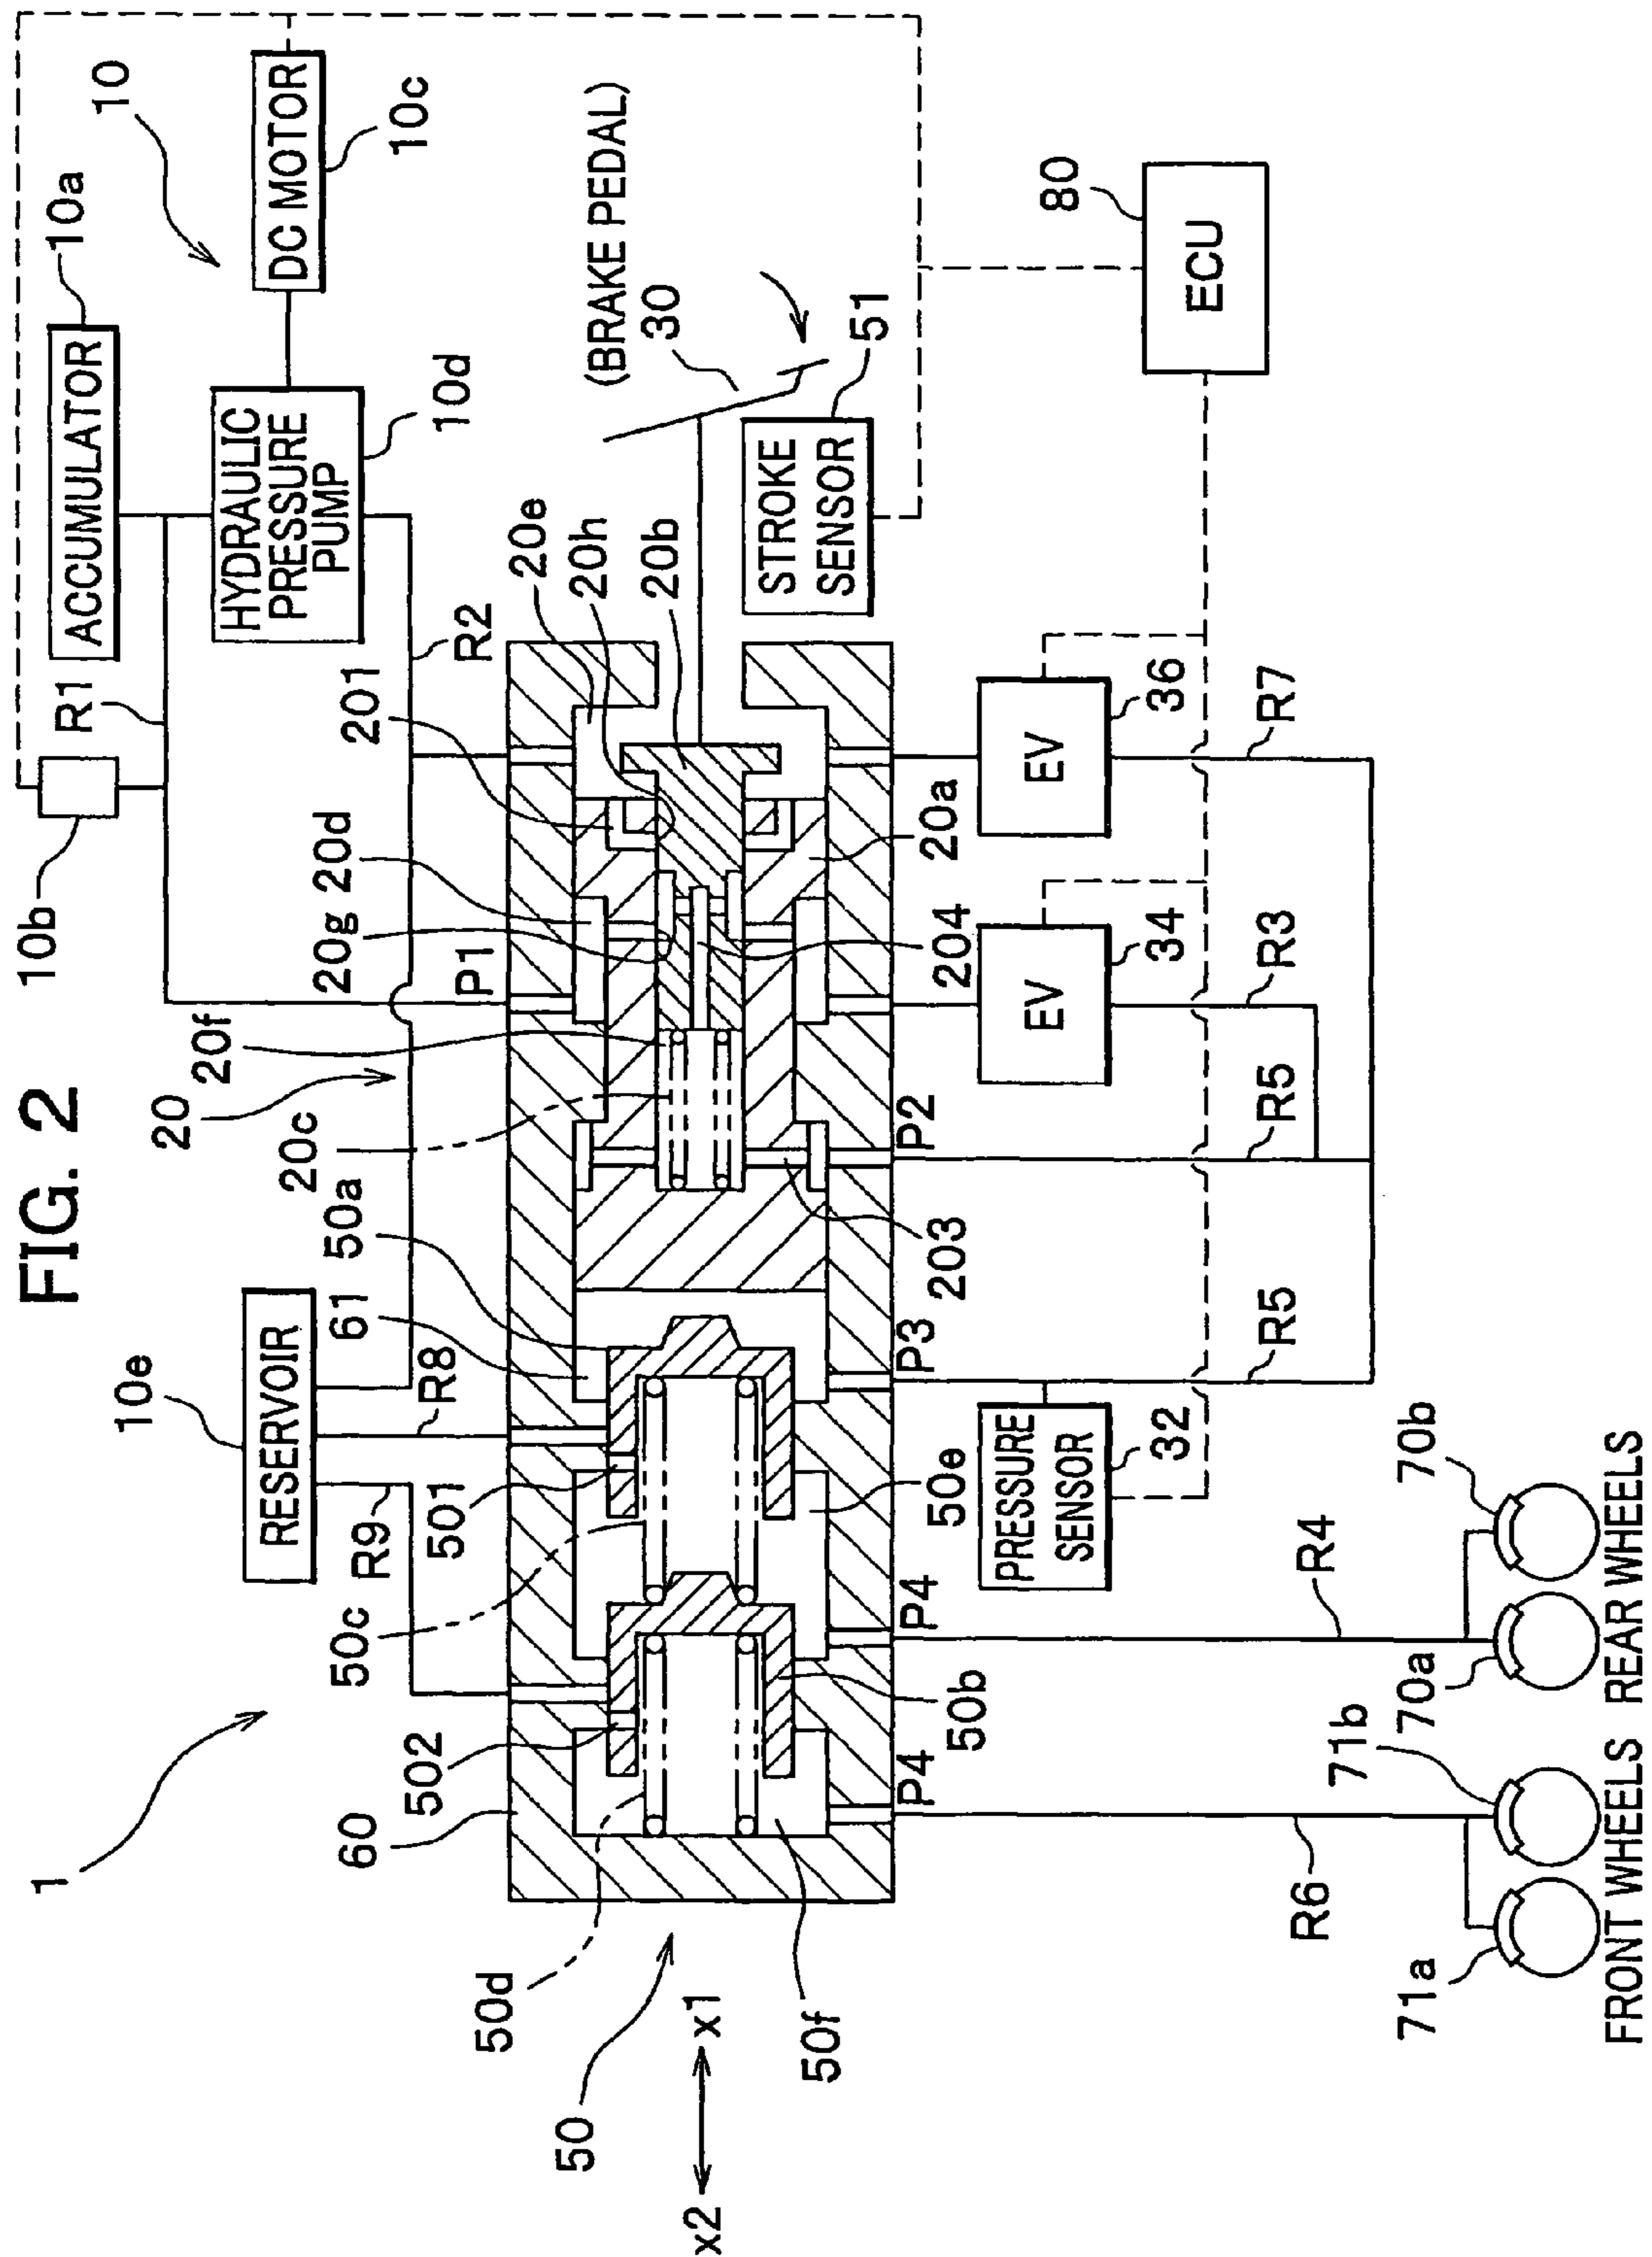 FIG. 2
1
10b
10a
R1
ACCUMULATOR
10
10e
20
20f
HYDRAULIC
PRESSURE
PUMP
RESERVOIR
DC MOTOR
20c
20g
20d
50a
61
60
R9
50c
201
10c
502
R8
501
10d
P1
R2
50d
20e
50
20h
(BRAKE PEDAL)
20b
30
x2
x1
STROKE
SENSOR
50f
51
P4
P4
P3
P2
20a
50b
50e
203
204
PRESSURE
SENSOR
EV
EV
80
32
34
36
ECU
R6
R4
R5
R5
R3
R7
71a
71b
70a
70b
FRONT WHEELS
REAR WHEELS